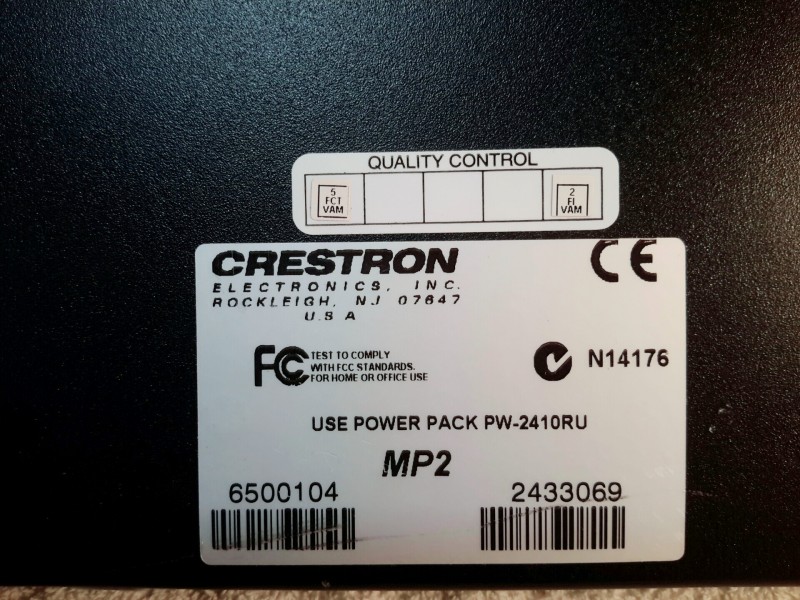 QUALITY CONTROL
5
FCT
VAM
2
FI
VAM
CRESTRON
ELECTRONICS, INC.
ROCKLEIGH, NJ 07647
U.S A
CE
FC TEST TO COMPLY
WITH FCC STANDARDS.
FOR HOME OR OFFICE USE
N14176
USE POWER PACK PW-2410RU
MP2
6500104
2433069